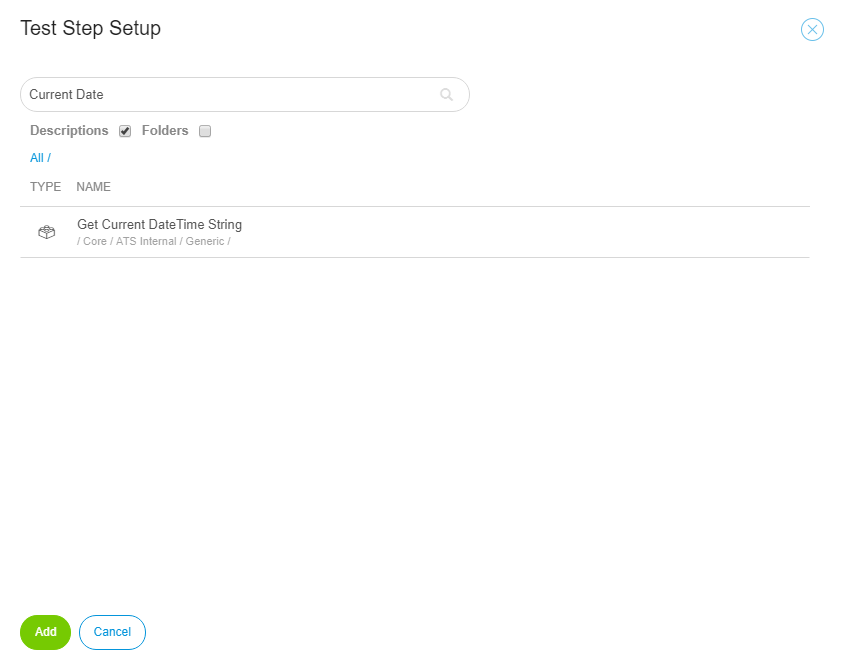 Test Step Setup
Current Date
Descriptions Folders
All /
TYPE NAME
Get Current DateTime String
/ Core / ATS Internal / Generic /
Add Cancel